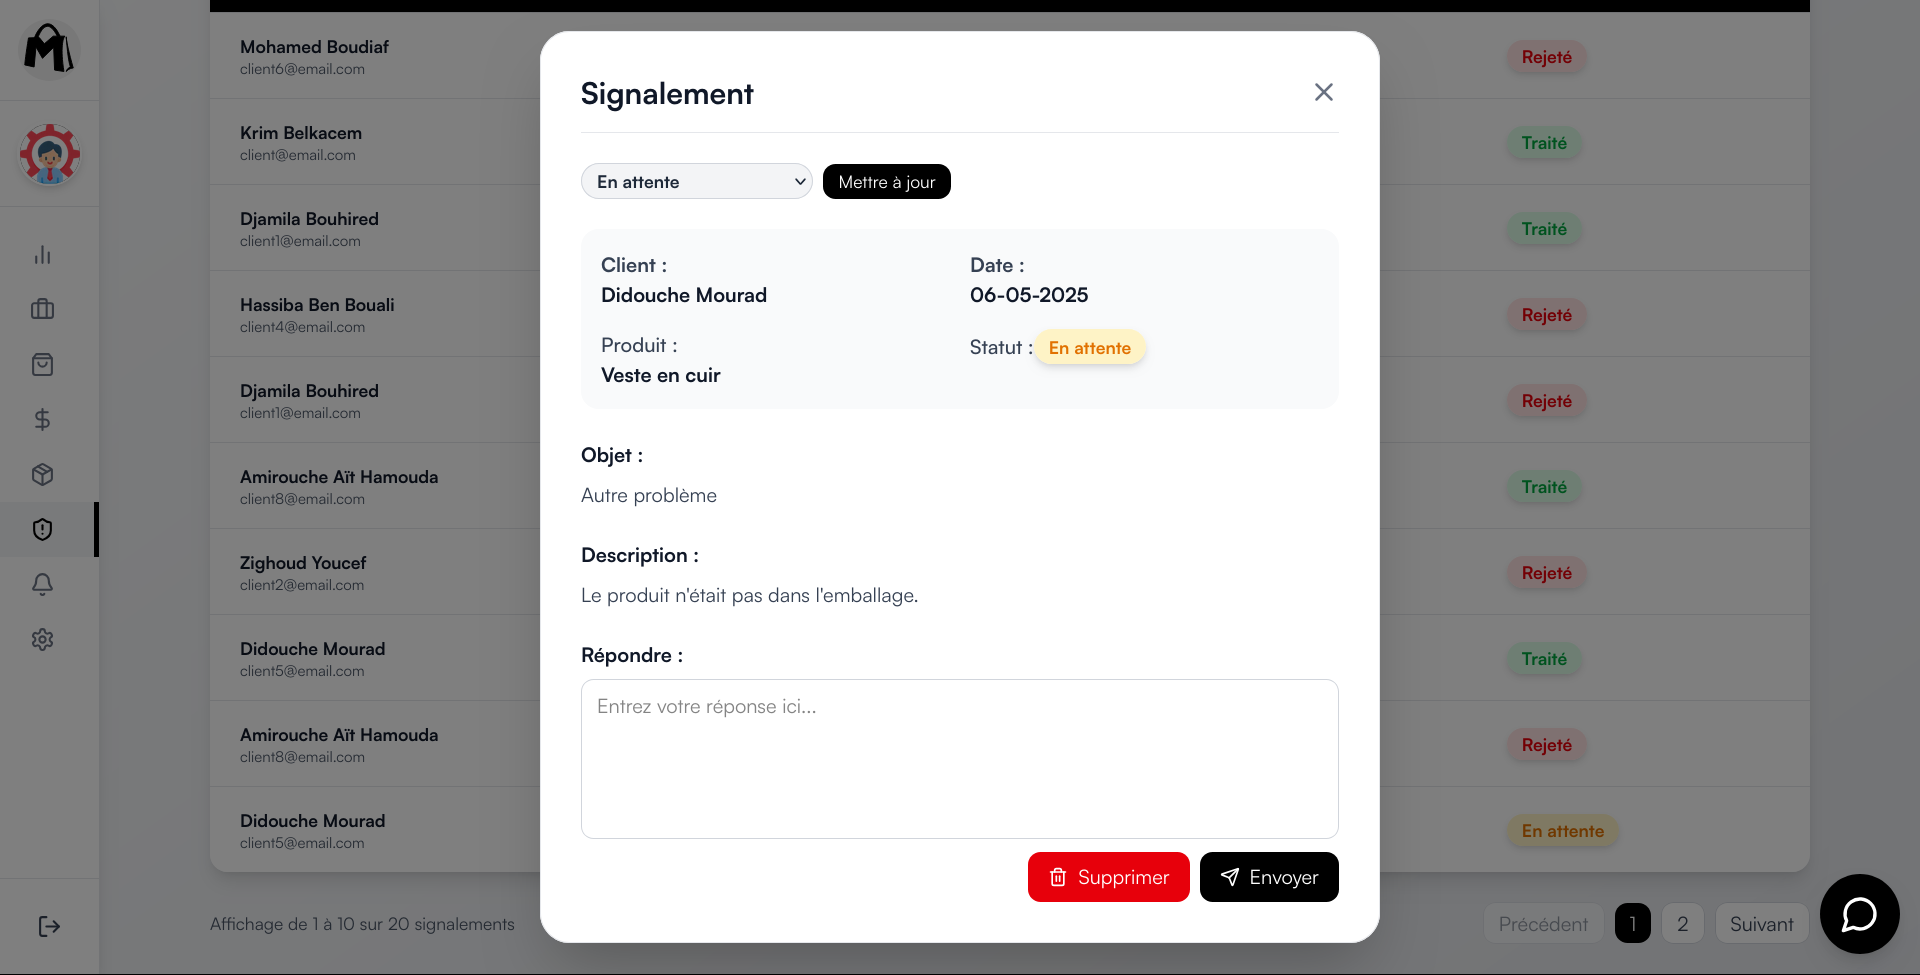 Mohamed Boudiaf
client6@email.com
Rejeté
Krim Belkacem
client@email.com
Traité
Djamila Bouhired
client1@email.com
Traité
Hassiba Ben Bouali
client4@email.com
Rejeté
Djamila Bouhired
client1@email.com
Rejeté
Amirouche Aït Hamouda
client8@email.com
Traité
Zighoud Youcef
client2@email.com
Rejeté
Didouche Mourad
client5@email.com
Traité
Amirouche Aït Hamouda
client8@email.com
Rejeté
Didouche Mourad
client5@email.com
En attente
Affichage de 1 à 10 sur 20 signalements
Précédent
1
2
Suivant
Signalement
En attente
Mettre à jour
Client :
Didouche Mourad
Date :
06-05-2025
Produit :
Veste en cuir
Statut : En attente
Objet :
Autre problème
Description :
Le produit n'était pas dans l'emballage.
Répondre :
Entrez votre réponse ici...
Supprimer
Envoyer